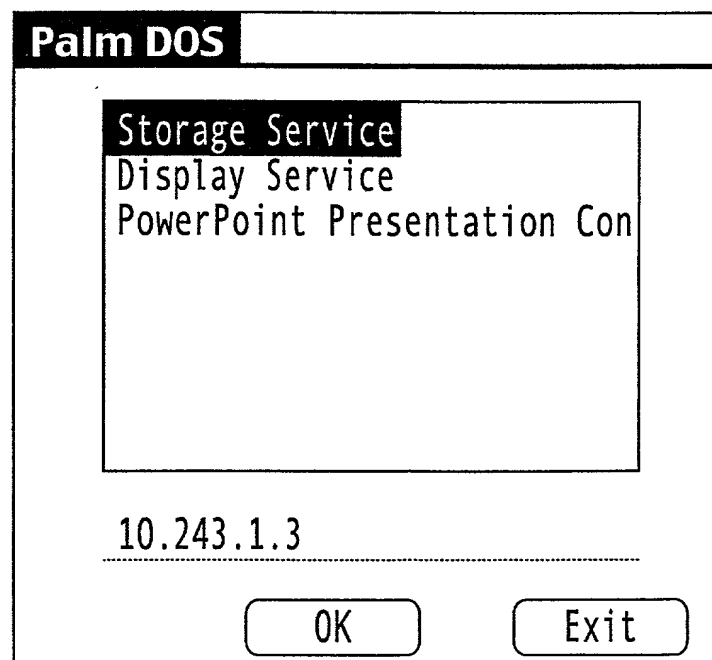 Palm DOS
Storage Service
Display Service
PowerPoint Presentation Con
10.243.1.3
OK
Exit